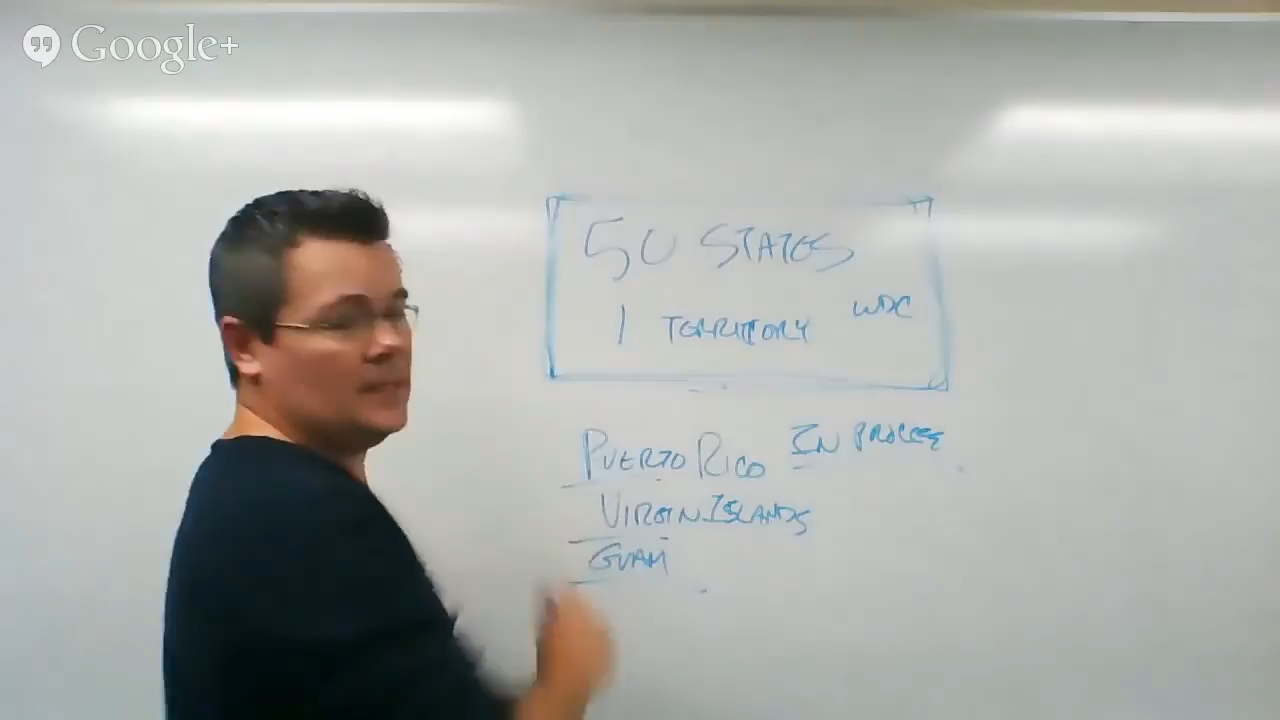 Google+
50 STATES
1 TERRITORY WDC
PUERTO RICO IN PROCESS
VIRGIN ISLANDS
GUAM